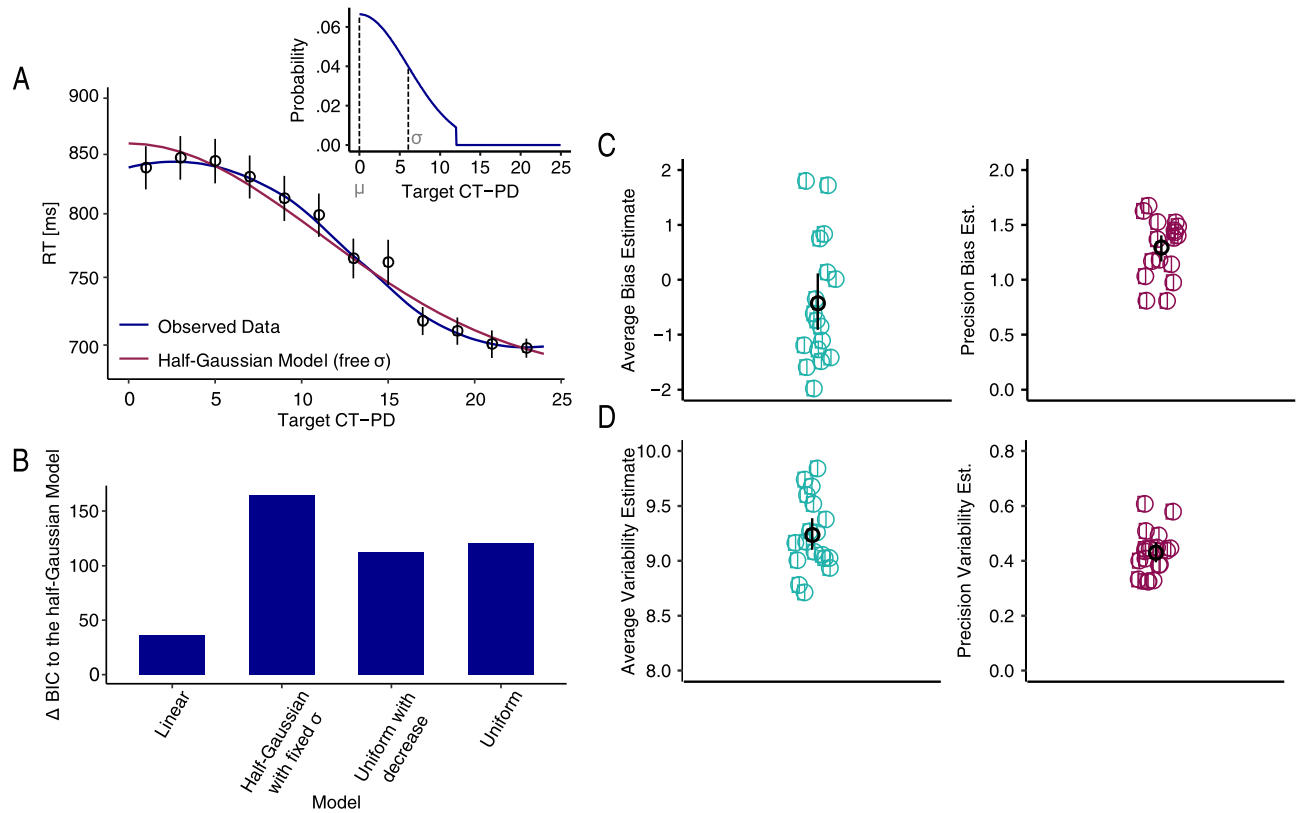 A
RT [ms]
900
850
800
750
700
0 5 10 15 20 25
Target CT−PD
Observed Data
Half-Gaussian Model (free σ)
Probability
.06
.04
.02
.00
σ
0 5 10 15 20 25
μ
Target CT−PD
B
Δ BIC to the half-Gaussian Model
150
100
50
0
Linear
Half-Gaussian
with fixed σ
Uniform with
decrease
Uniform
Model
C
Average Bias Estimate
2
1
0
−1
−2
Precision Bias Est.
2.0
1.5
1.0
0.5
0.0
D
Average Variability Estimate
10.0
9.5
9.0
8.5
8.0
Precision Variability Est.
0.8
0.6
0.4
0.2
0.0